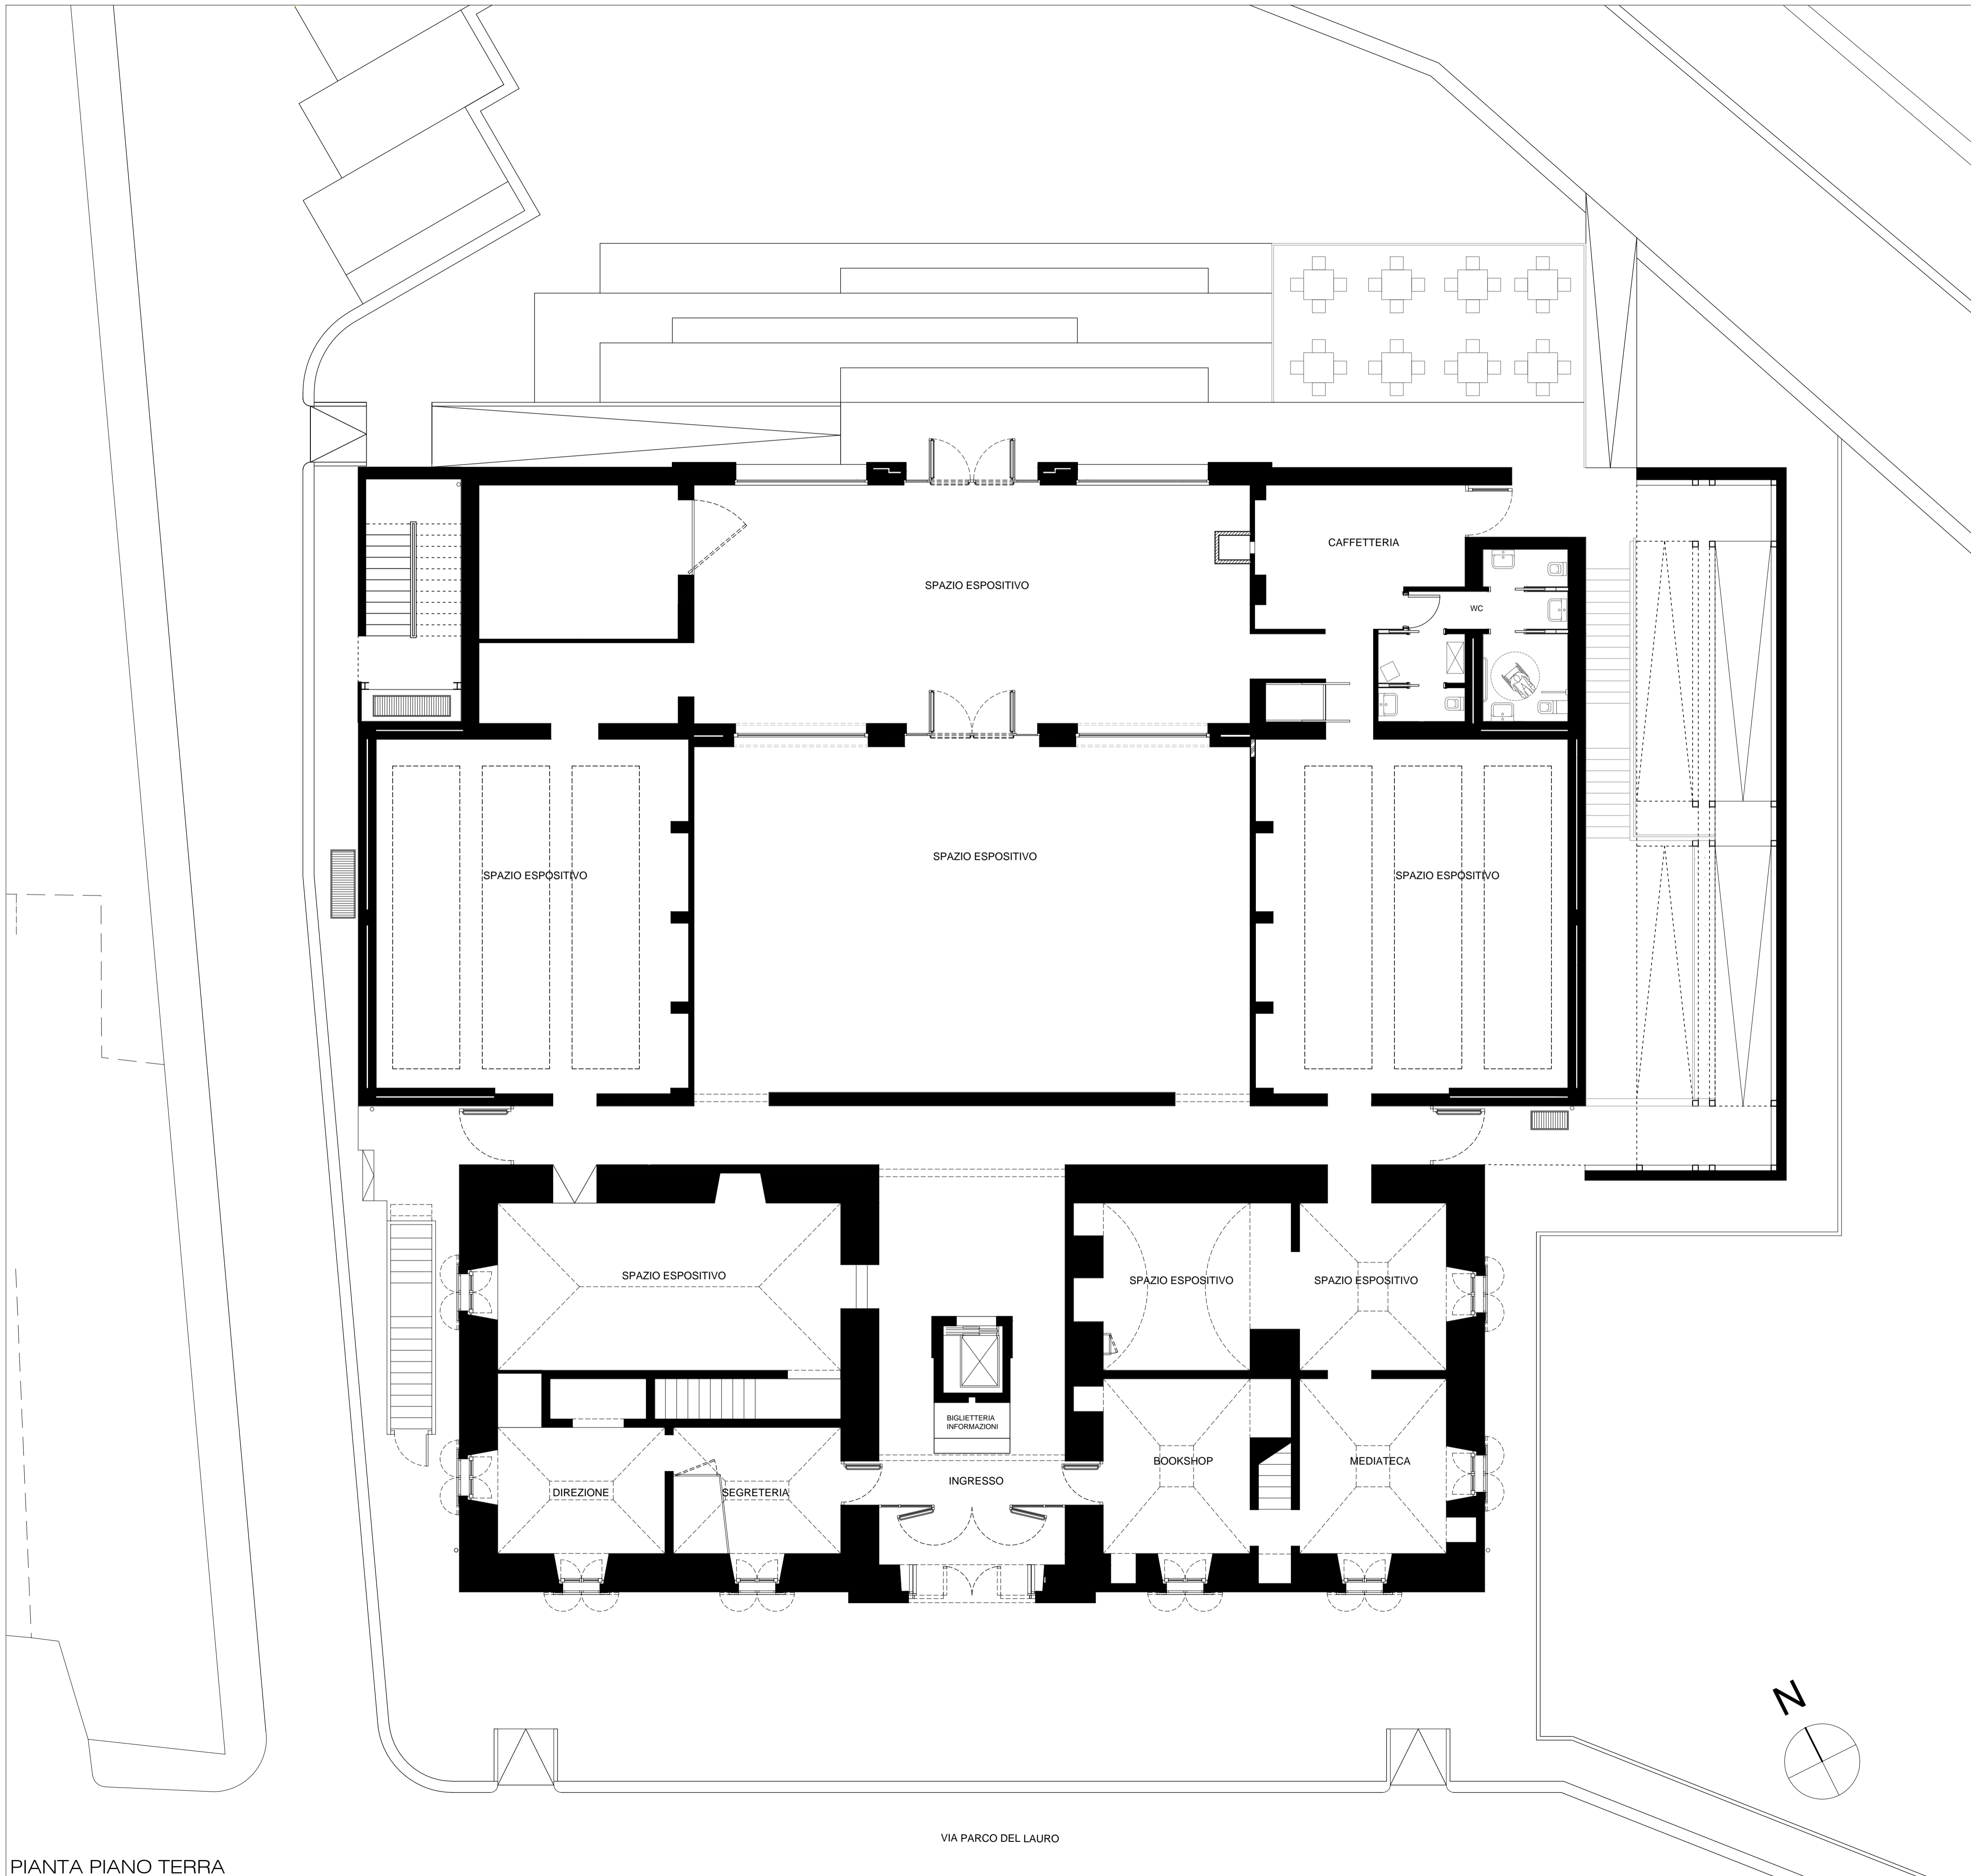 CAFFETTERIA
SPAZIO ESPOSITIVO
WC
SPAZIO ESPOSITIVO
SPAZIO ESPOSITIVO
SPAZIO ESPOSITIVO
SPAZIO ESPOSITIVO
SPAZIO ESPOSITIVO
SPAZIO ESPOSITIVO
BIGLIETTERIA
INFORMAZIONI
BOOKSHOP
MEDIATECA
INGRESSO
DIREZIONE
SEGRETERIA
N
VIA PARCO DEL LAURO
PIANTA PIANO TERRA